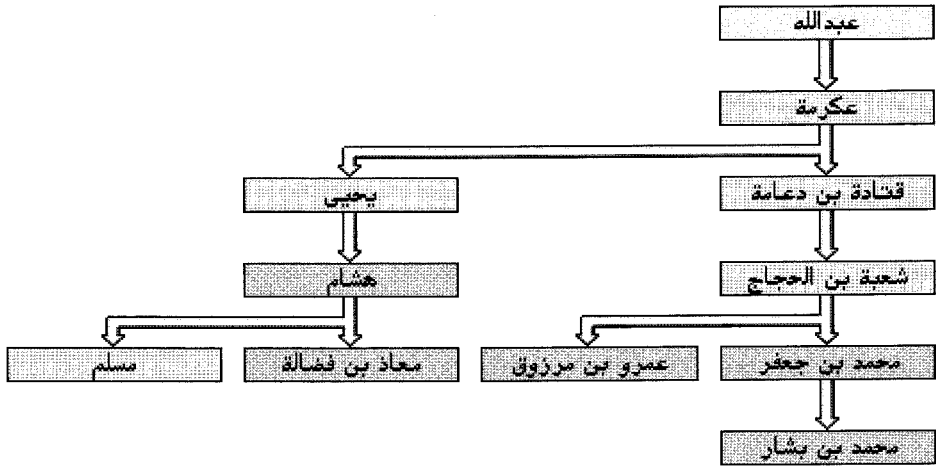 عبدالله
عكرمة
قتادة بن دعامة
يحيى
شعبة بن الحجاج
هشام
محمد بن جعفر
عمرو بن مرزوق
معاذ بن فضالة
مسلم
محمد بن بشار